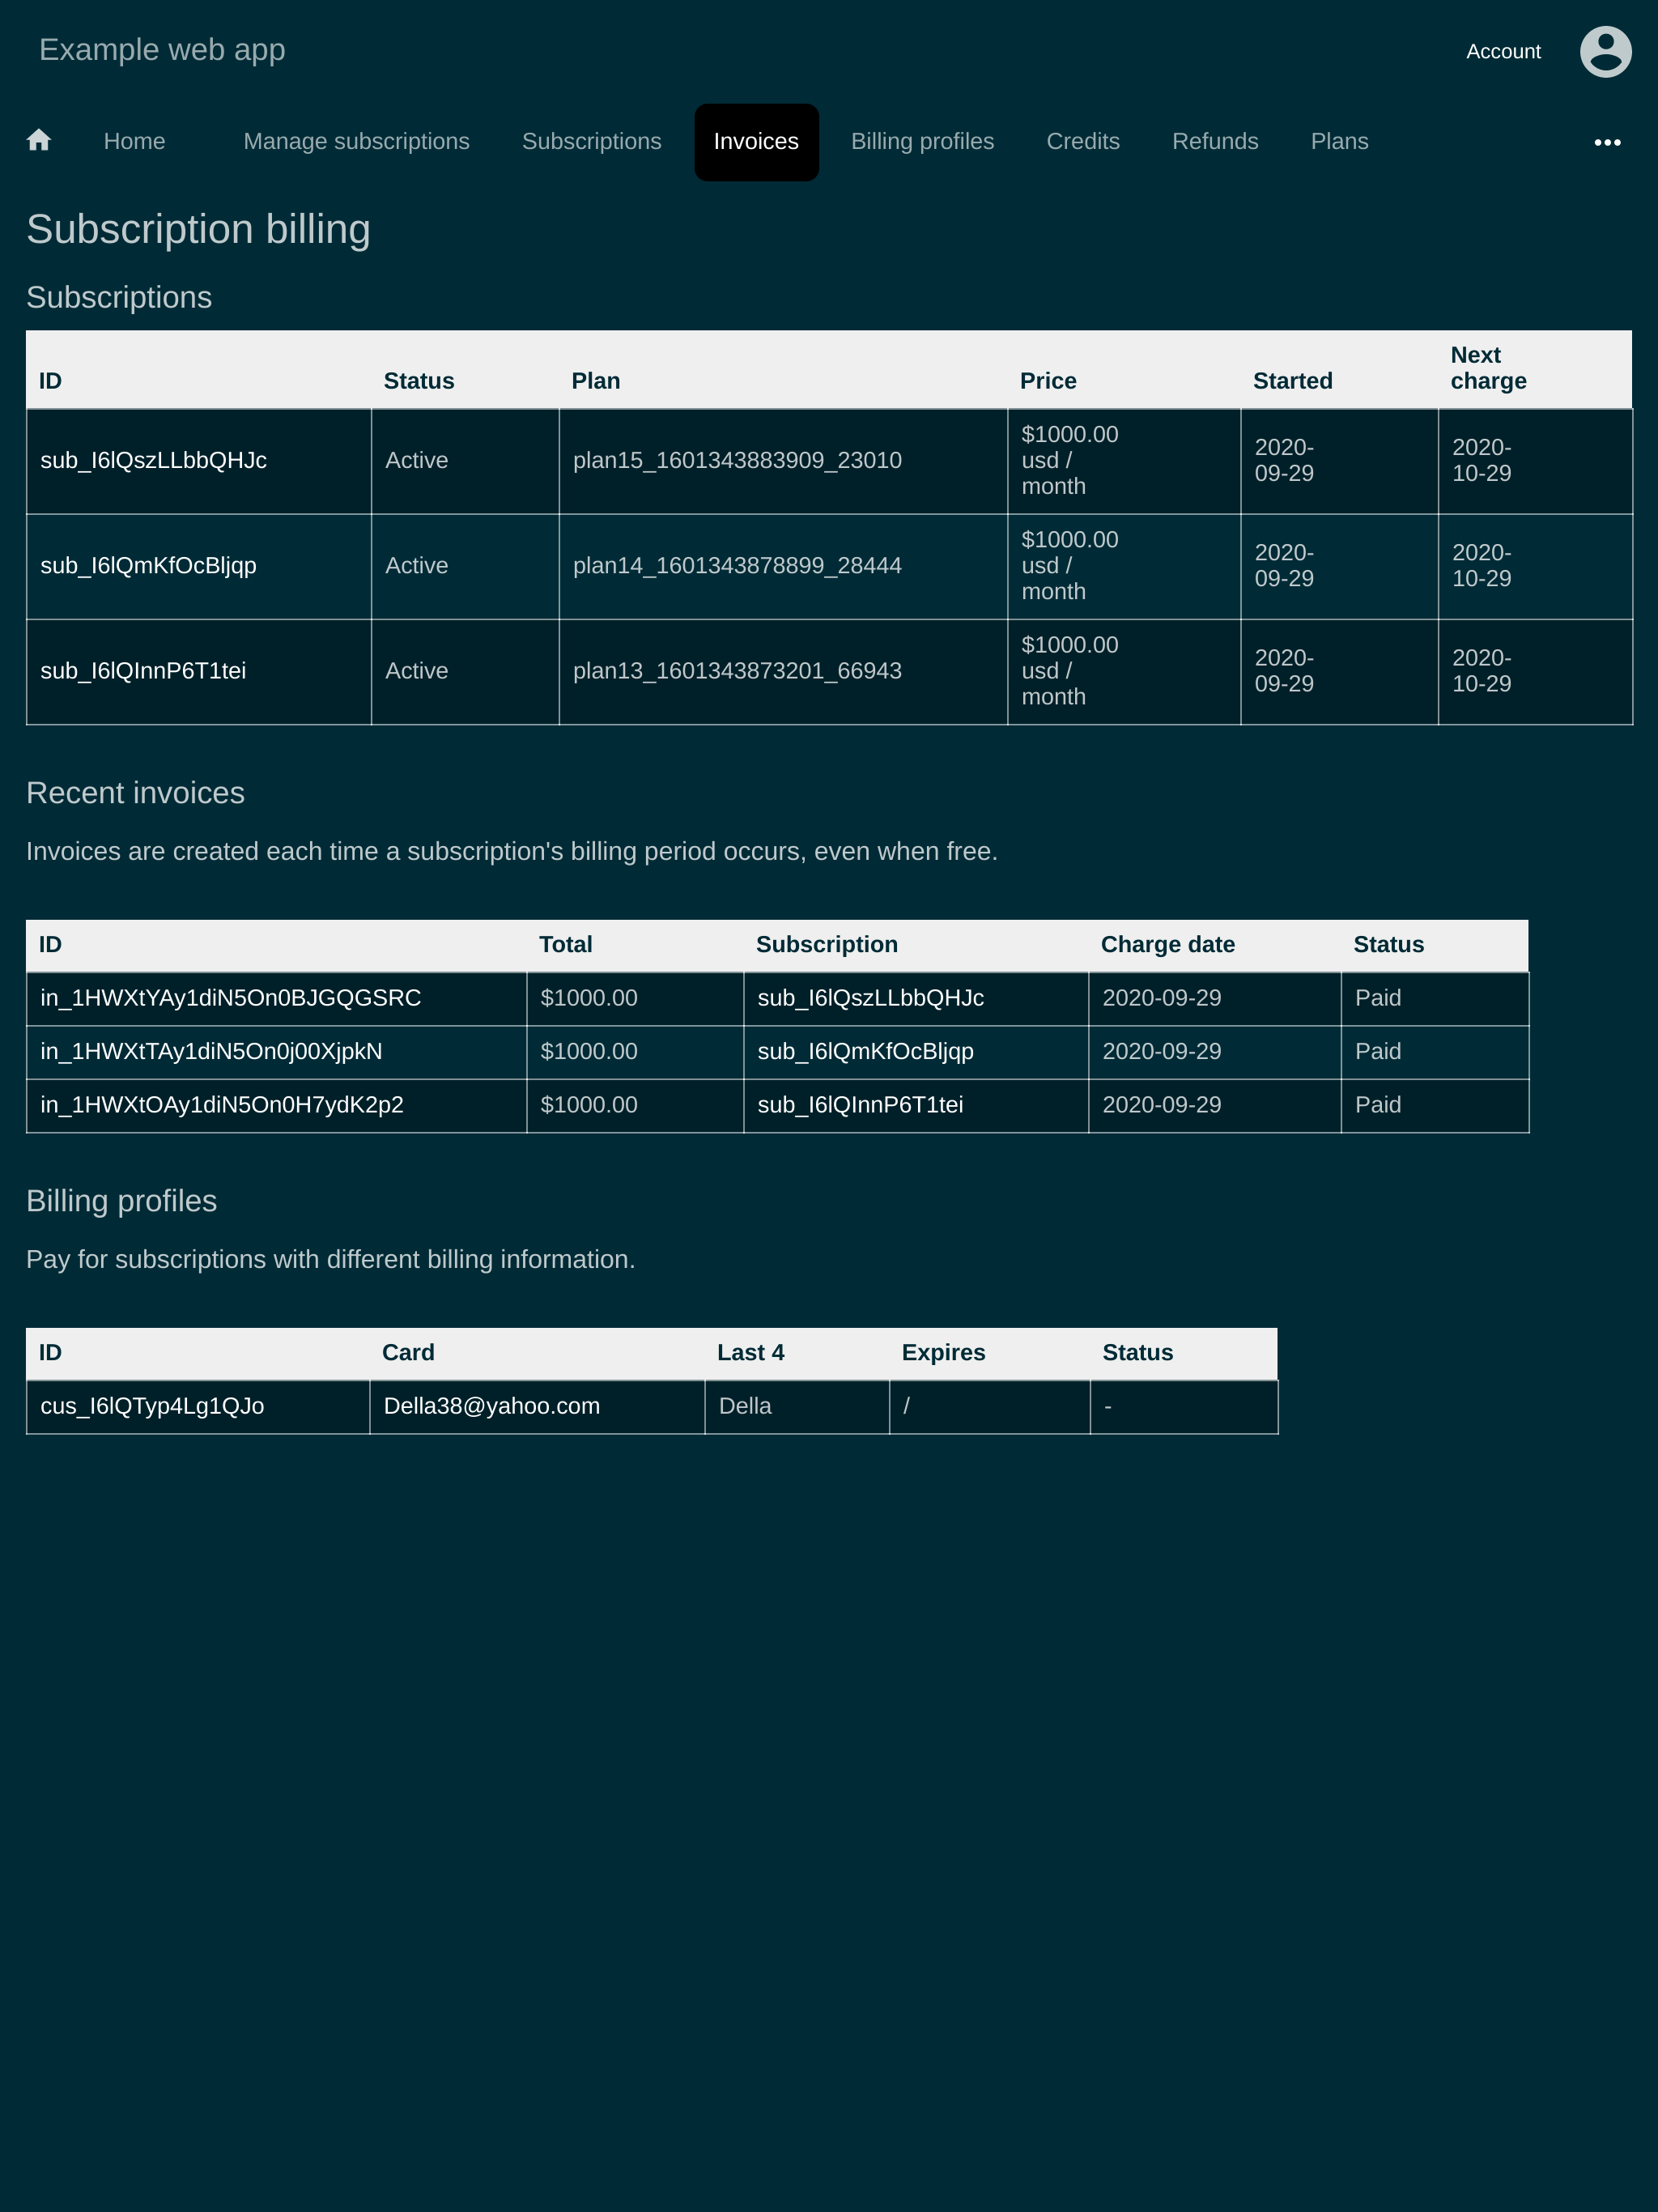 Example web app
Account
Home Manage subscriptions Subscriptions Invoices Billing profiles Credits Refunds Plans
Subscription billing
Subscriptions
ID Status Plan Price Started Next charge
sub_I6lQszLLbbQHJc Active plan15_1601343883909_23010 $1000.00 usd / month 2020-09-29 2020-10-29
sub_I6lQmKfOcBljqp Active plan14_1601343878899_28444 $1000.00 usd / month 2020-09-29 2020-10-29
sub_I6lQInnP6T1tei Active plan13_1601343873201_66943 $1000.00 usd / month 2020-09-29 2020-10-29
Recent invoices
Invoices are created each time a subscription's billing period occurs, even when free.
ID Total Subscription Charge date Status
in_1HWXtYAy1diN5On0BJGQGSRC $1000.00 sub_I6lQszLLbbQHJc 2020-09-29 Paid
in_1HWXtTAy1diN5On0j00XjpkN $1000.00 sub_I6lQmKfOcBljqp 2020-09-29 Paid
in_1HWXtOAy1diN5On0H7ydK2p2 $1000.00 sub_I6lQInnP6T1tei 2020-09-29 Paid
Billing profiles
Pay for subscriptions with different billing information.
ID Card Last 4 Expires Status
cus_I6lQTyp4Lg1QJo Della38@yahoo.com Della / -